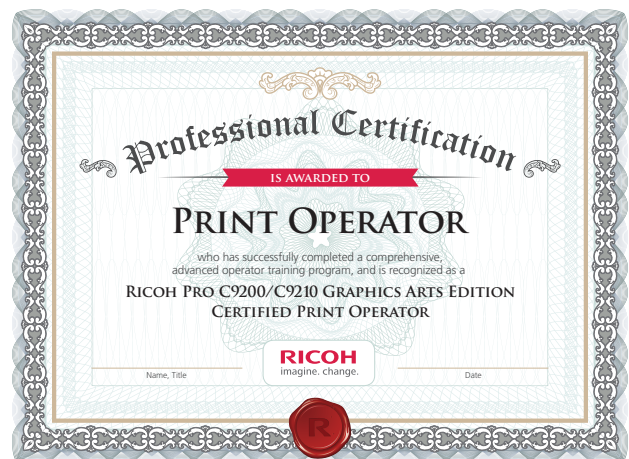 Professional Certification
IS AWARDED TO
PRINT OPERATOR
who has successfully completed a comprehensive,
advanced operator training program, and is recognized as a
RICOH PRO C9200/C9210 GRAPHICS ARTS EDITION
CERTIFIED PRINT OPERATOR
RICOH
imagine. change.
Name, Title
Date
R